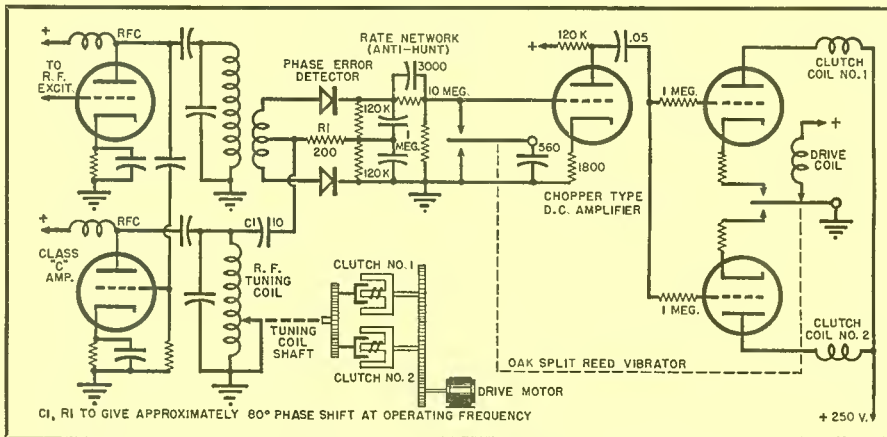 +
RFC
TO
R. F.
EXCIT.
RATE NETWORK
(ANTI-HUNT)
PHASE ERROR
DETECTOR
3000
10 MEG.
120 K
R1
200
1
MEG.
120 K
+
120 K
.05
560
1800
CHOPPER TYPE
D.C. AMPLIFIER
1 MEG.
CLUTCH
COIL NO.1
+
DRIVE
COIL
+
RFC
CLASS
"C"
AMP.
C1
10
R. F.
TUNING
COIL
TUNING
COIL
SHAFT
CLUTCH NO.1
CLUTCH NO.2
DRIVE MOTOR
1 MEG.
CLUTCH
COIL NO. 2
OAK SPLIT REED VIBRATOR
+ 250 V.
C1, R1 TO GIVE APPROXIMATELY 80° PHASE SHIFT AT OPERATING FREQUENCY